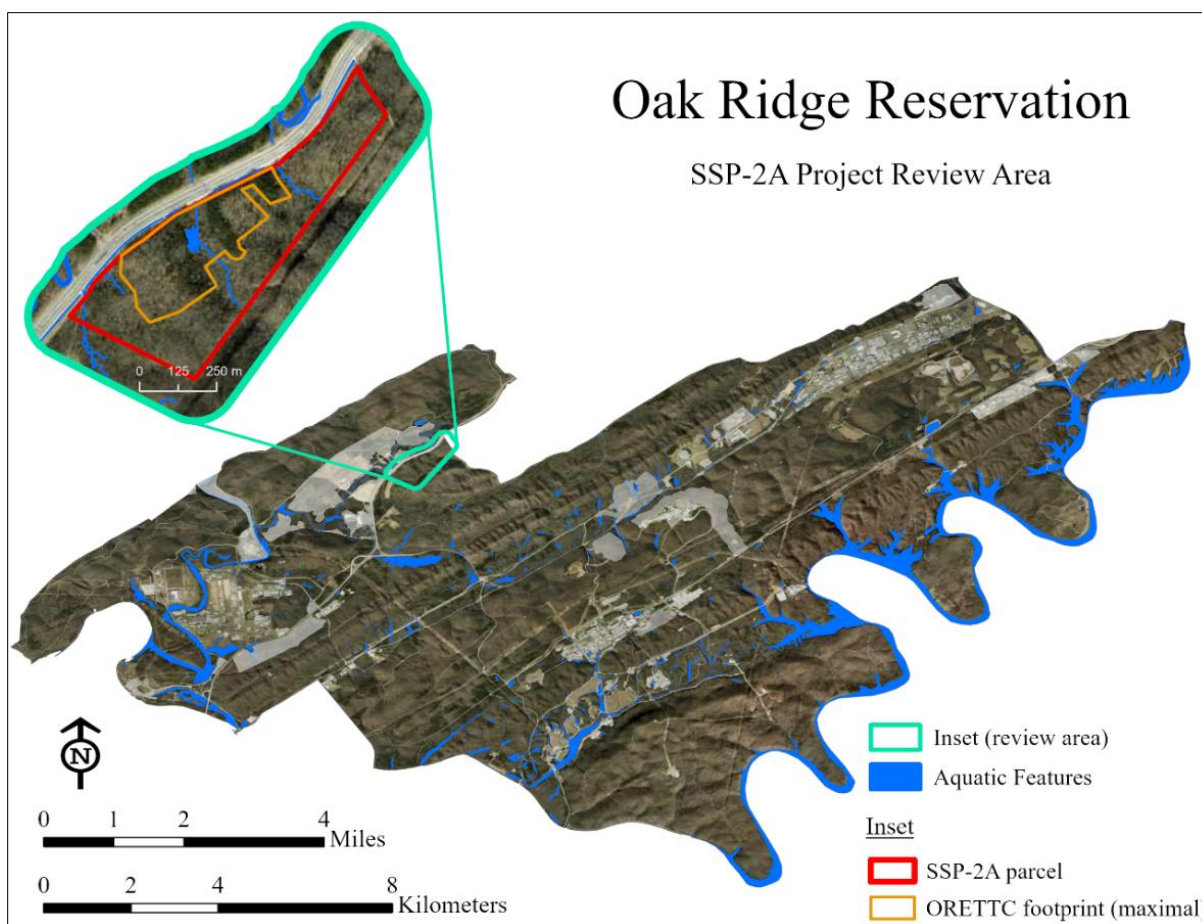 Oak Ridge Reservation
SSP-2A Project Review Area
0 125 250 m
N
0 1 2 4
Miles
0 2 4 8
Kilometers
Inset (review area)
Aquatic Features
Inset
SSP-2A parcel
ORETTC footprint (maximal